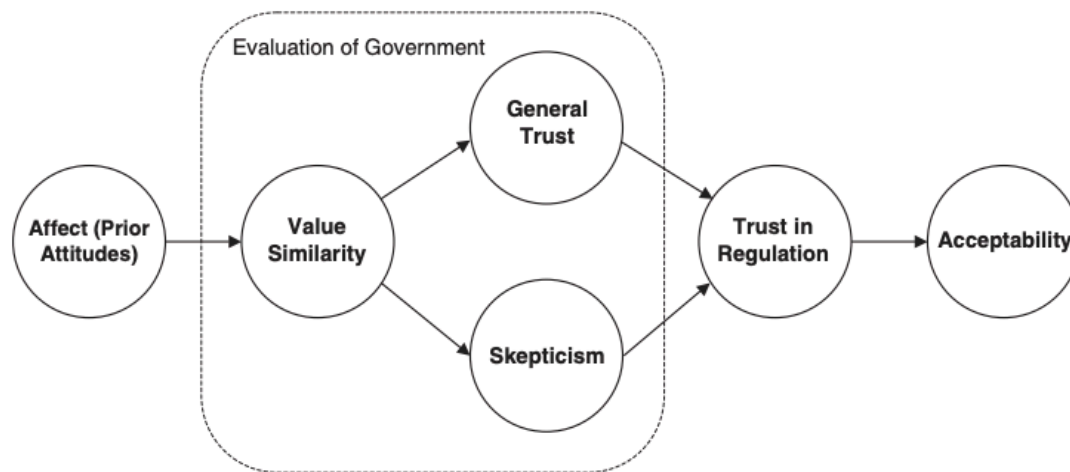 Evaluation of Government
General
Trust
Affect (Prior
Attitudes)
Value
Similarity
Trust in
Regulation
Acceptability
Skepticism